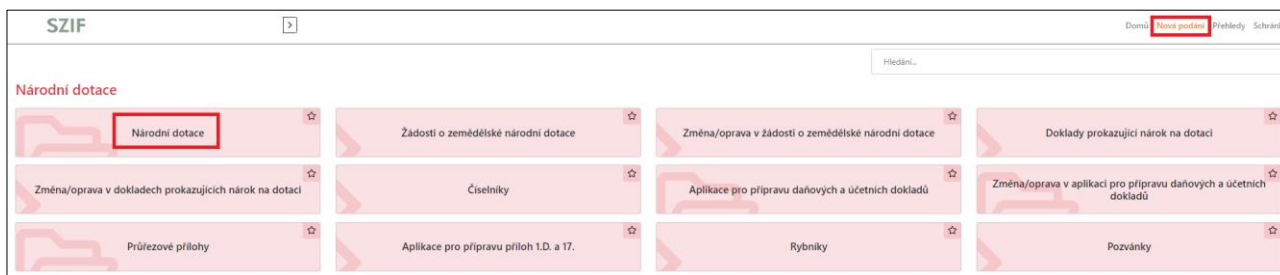 SZIF
Domů Nová podání Přehledy
Hledání...
Národní dotace
Národní dotace
Žádosti o zemědělské národní dotace
Změna/oprava v žádosti o zemědělské národní dotace
Doklady prokazující nárok na dotaci
Změna/oprava v dokladech prokazujících nárok na dotaci
Číselníky
Aplikace pro přípravu daňových a účetních dokladů
Změna/oprava v aplikaci pro přípravu daňových a účetních
dokladů
Průřezové přílohy
Aplikace pro přípravu příloh 1.D. a 17.
Rybníky
Pozvánky